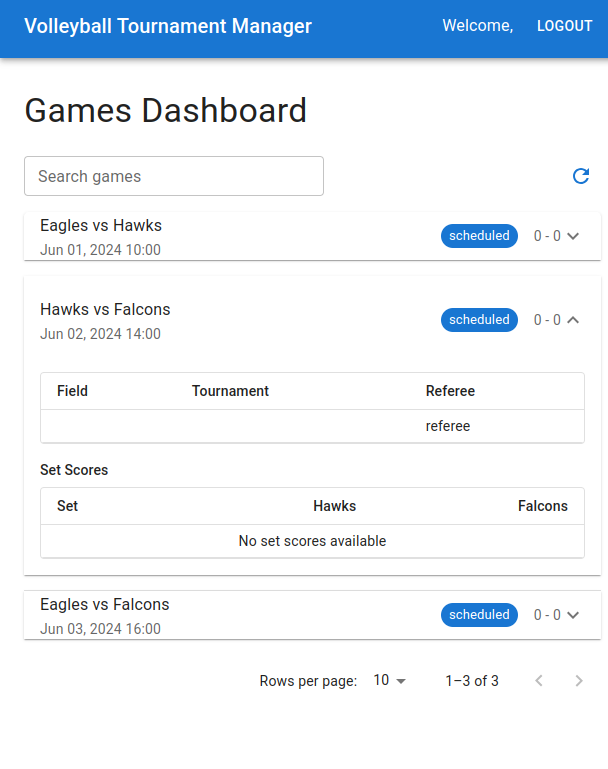 Volleyball Tournament Manager Welcome, LOGOUT
Games Dashboard
Search games
Eagles vs Hawks
Jun 01, 2024 10:00
scheduled 0 - 0
Hawks vs Falcons
Jun 02, 2024 14:00
scheduled 0 - 0
Field Tournament Referee
referee
Set Scores
Set Hawks Falcons
No set scores available
Eagles vs Falcons
Jun 03, 2024 16:00
scheduled 0 - 0
Rows per page: 10 1–3 of 3